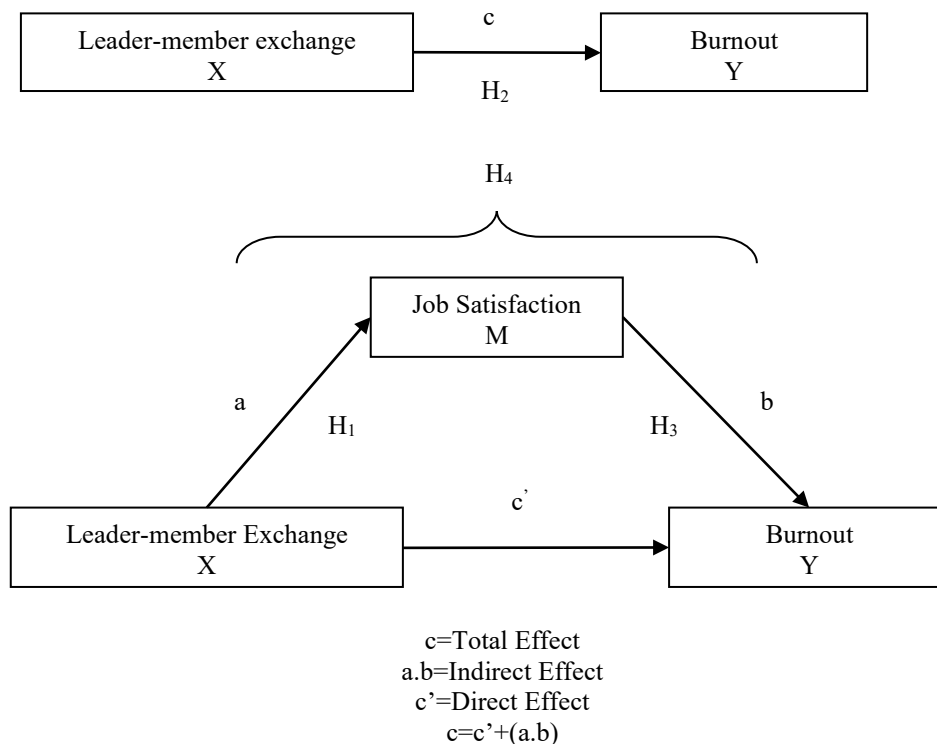 c
Leader-member exchange
X
Burnout
Y
H₂
H₄
Job Satisfaction
M
a
b
H₁
H₃
c’
Leader-member Exchange
X
Burnout
Y
c=Total Effect
a.b=Indirect Effect
c’=Direct Effect
c=c’+(a.b)